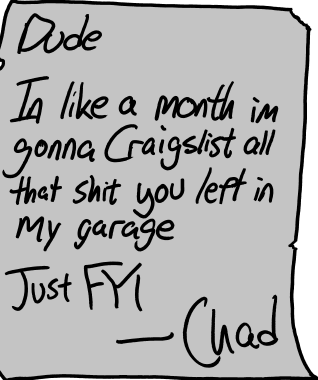 Dude
In like a month im
gonna Craigslist all
that shit you left in
my garage
Just FYI
— Chad